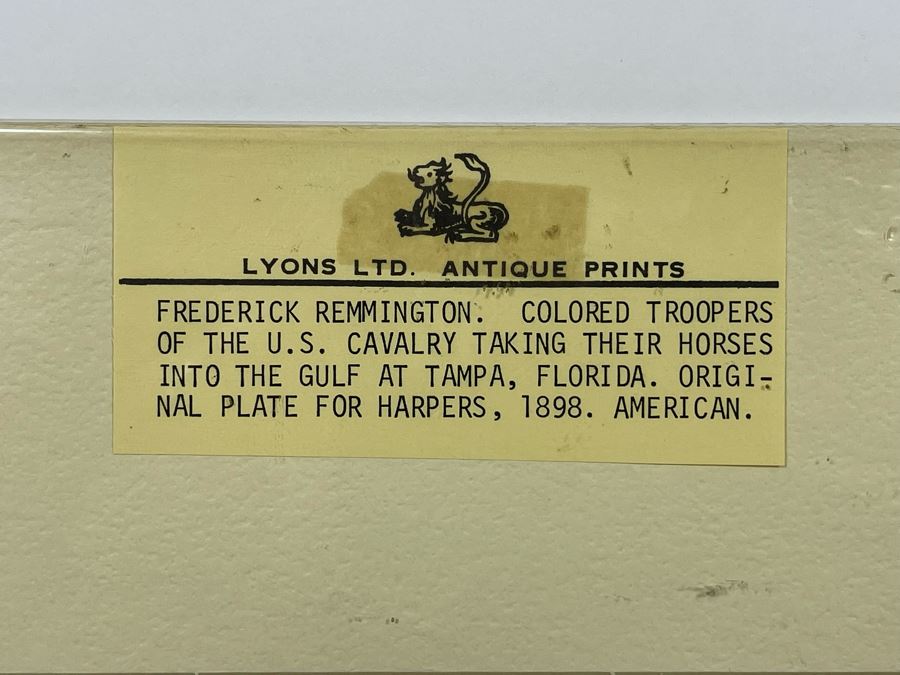 LYONS LTD. ANTIQUE PRINTS
FREDERICK REMMINGTON. COLORED TROOPERS
OF THE U.S. CAVALRY TAKING THEIR HORSES
INTO THE GULF AT TAMPA, FLORIDA. ORIGI-
NAL PLATE FOR HARPERS, 1898. AMERICAN.